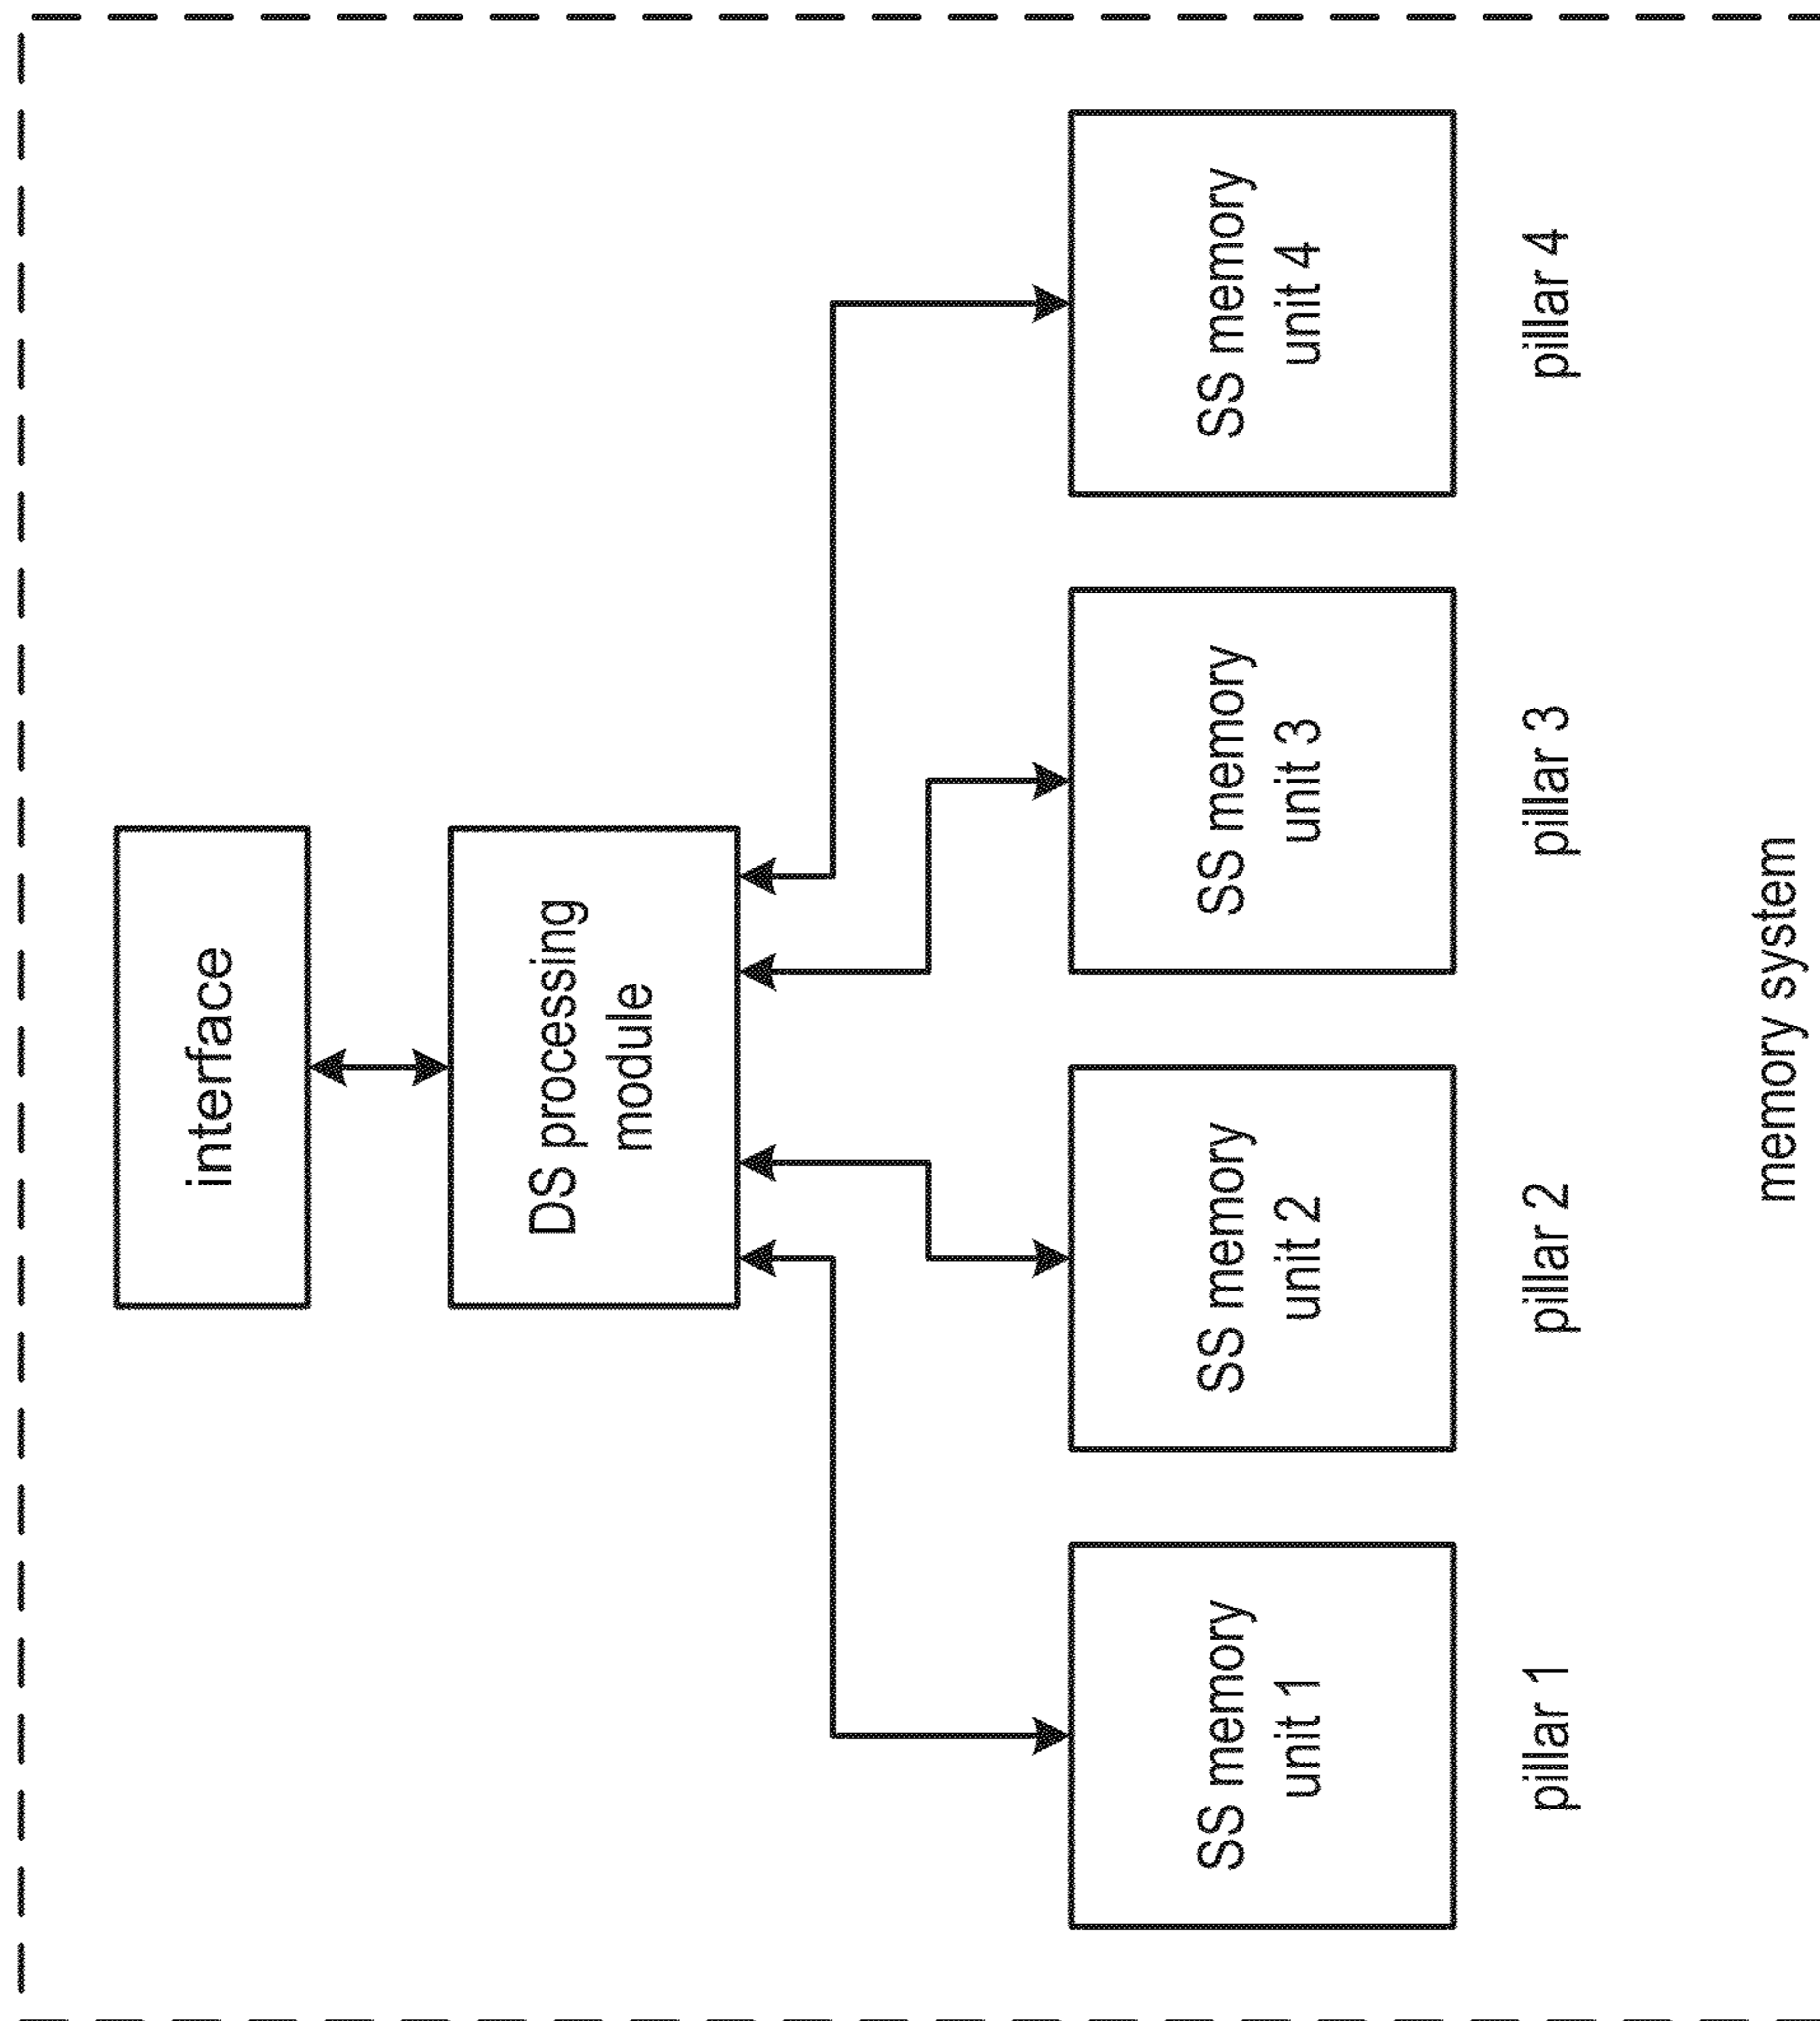 interface
DS processing
module
SS memory
unit 1
SS memory
unit 2
SS memory
unit 3
SS memory
unit 4
pillar 1
pillar 2
pillar 3
pillar 4
memory system